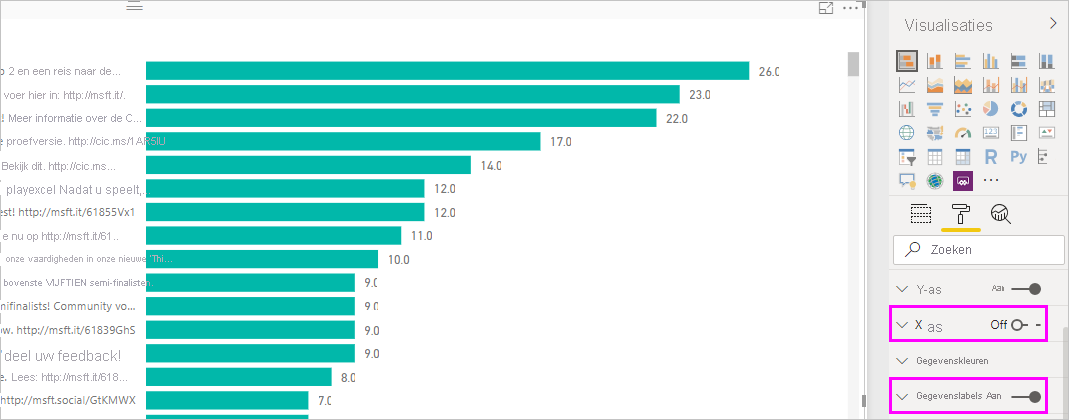 Visualisaties
2 en een reis naar de... 26.0
voer hier in: http://msft.it/. 23.0
! Meer informatie over de C... 22.0
e proefversie. http://cic.ms/1AR5IU 17.0
Bekijk dit. http://cic.ms... 14.0
playexcel Nadat u speelt,. 12.0
est! http://msft.it/61855Vx1 12.0
e nu op http://msft.it/61.. 11.0
onze vaardigheden in onze nieuwe 'Thi... 10.0
bovenste VIJFTIEN semi-finalisten. 9.0
nifinalists! Community vo... 9.0
ow. http://msft.it/61839GhS 9.0
deel uw feedback! 9.0
e. Lees: http://msft.it/618... 8.0
http://msft.social/GtKMWX 7.0
R Py
123
Zoeken
Y-as Aan
X as Off
Gegevenskleuren
Gegevenslabels Aan